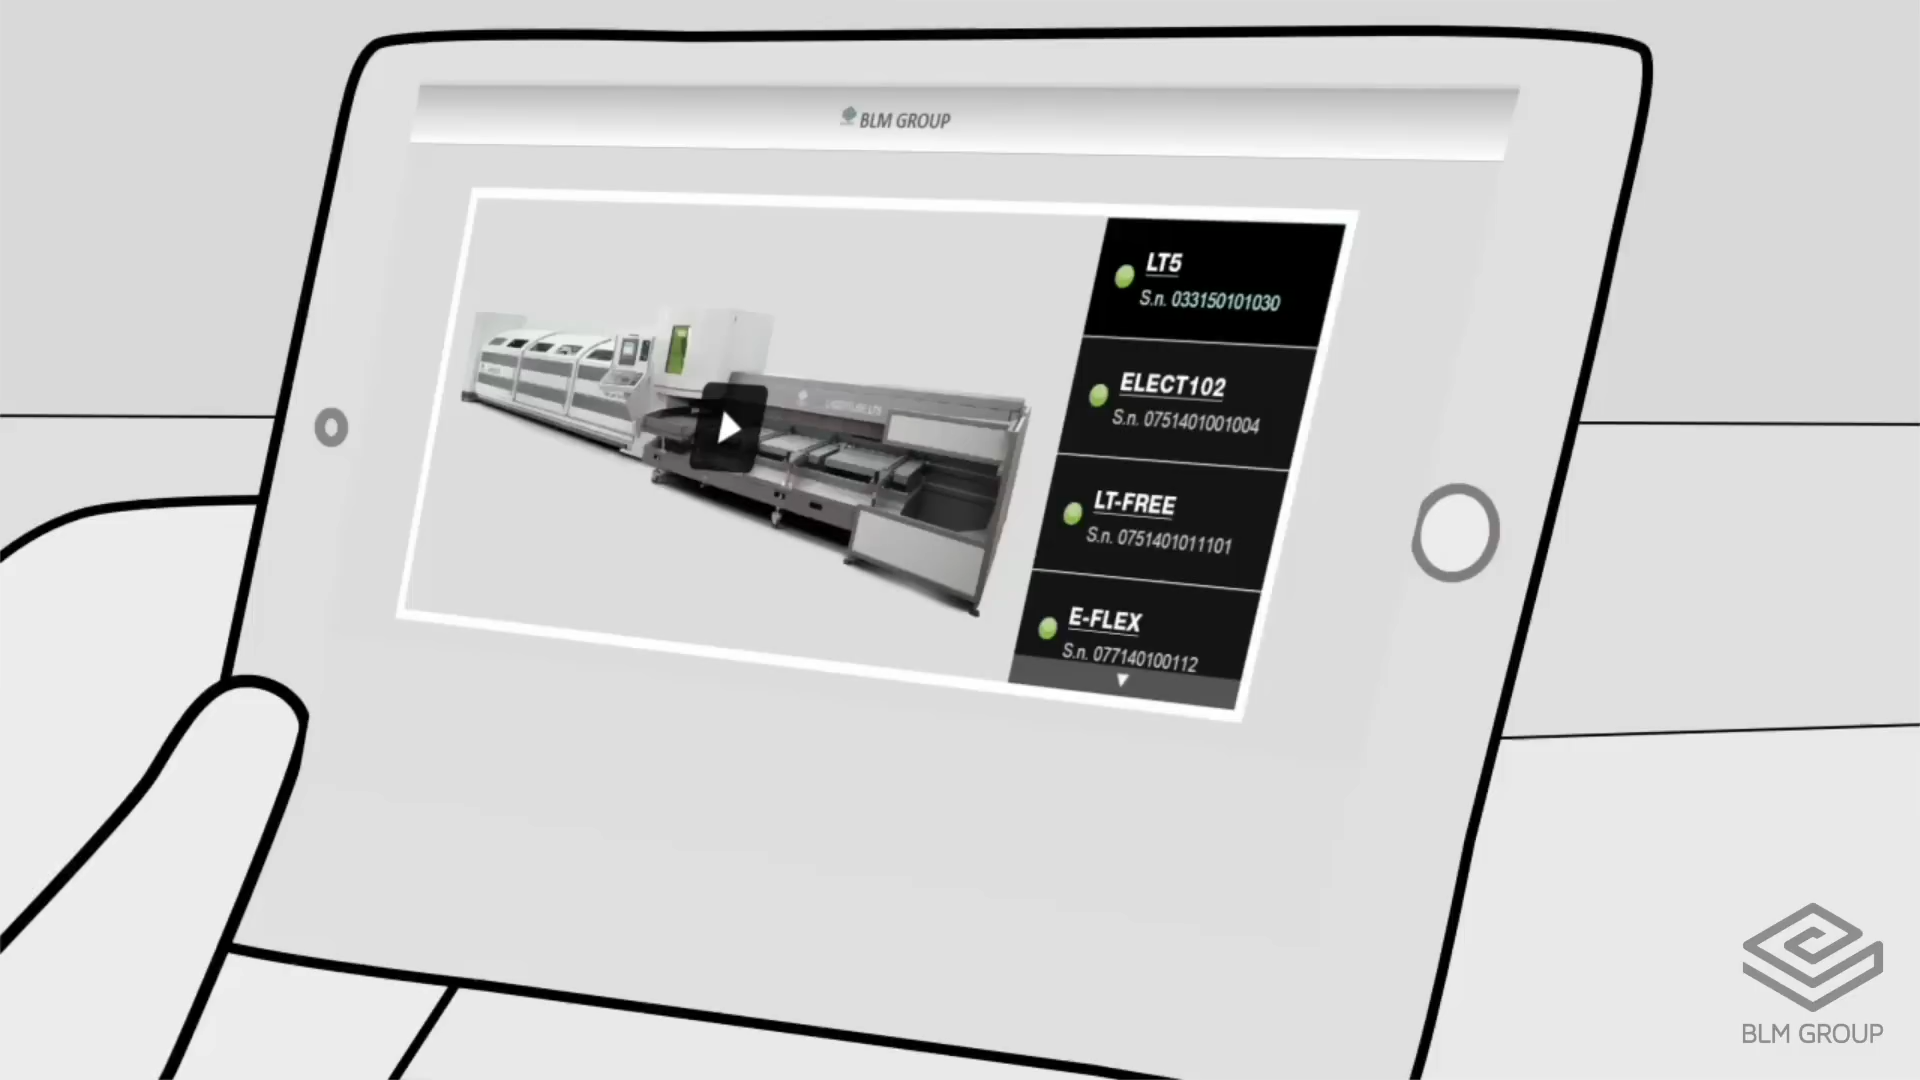 BLM GROUP
LT5
S.n. 033150101030
ELECT102
S.n. 0751401001004
LT-FREE
S.n. 0751401011101
E-FLEX
S.n. 077140100112
BLM GROUP